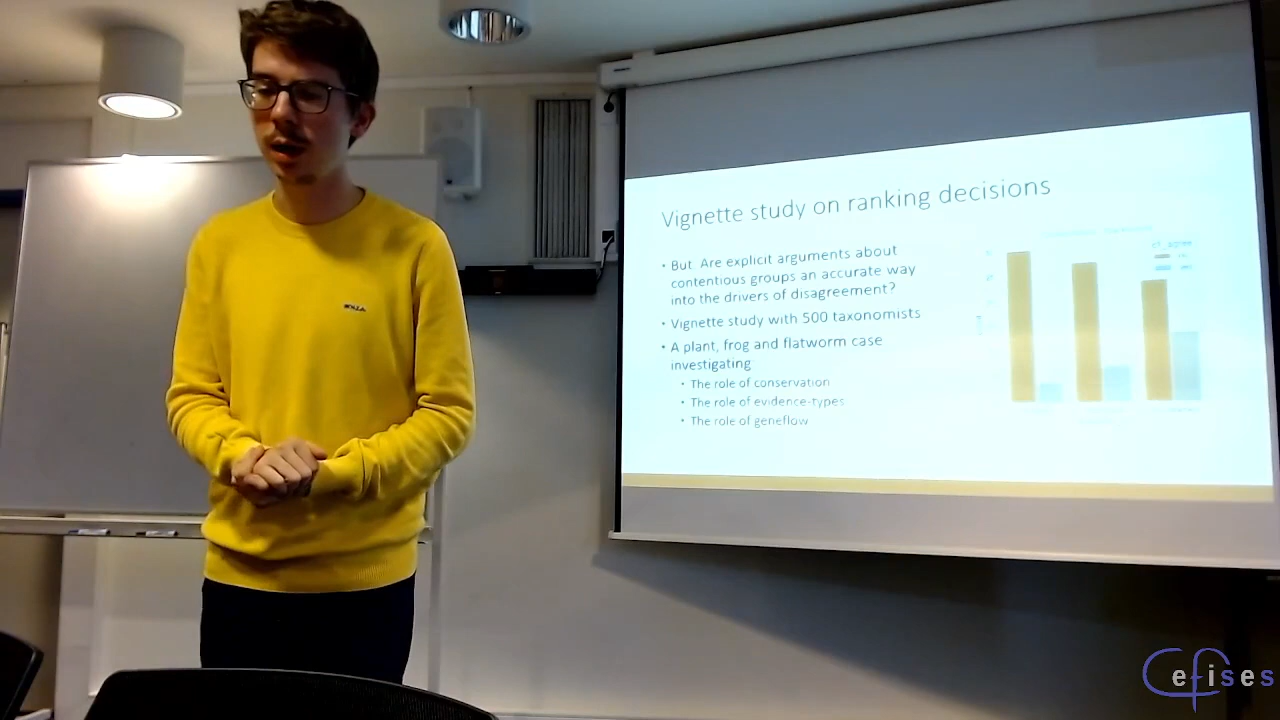 Vignette study on ranking decisions
• But Are explicit arguments about
contentious groups an accurate way
into the drivers of disagreement?
• Vignette study with 500 taxonomists
• A plant, frog and flatworm case
investigating
• The role of conservation
• The role of evidence-types
• The role of geneflow
Cefises